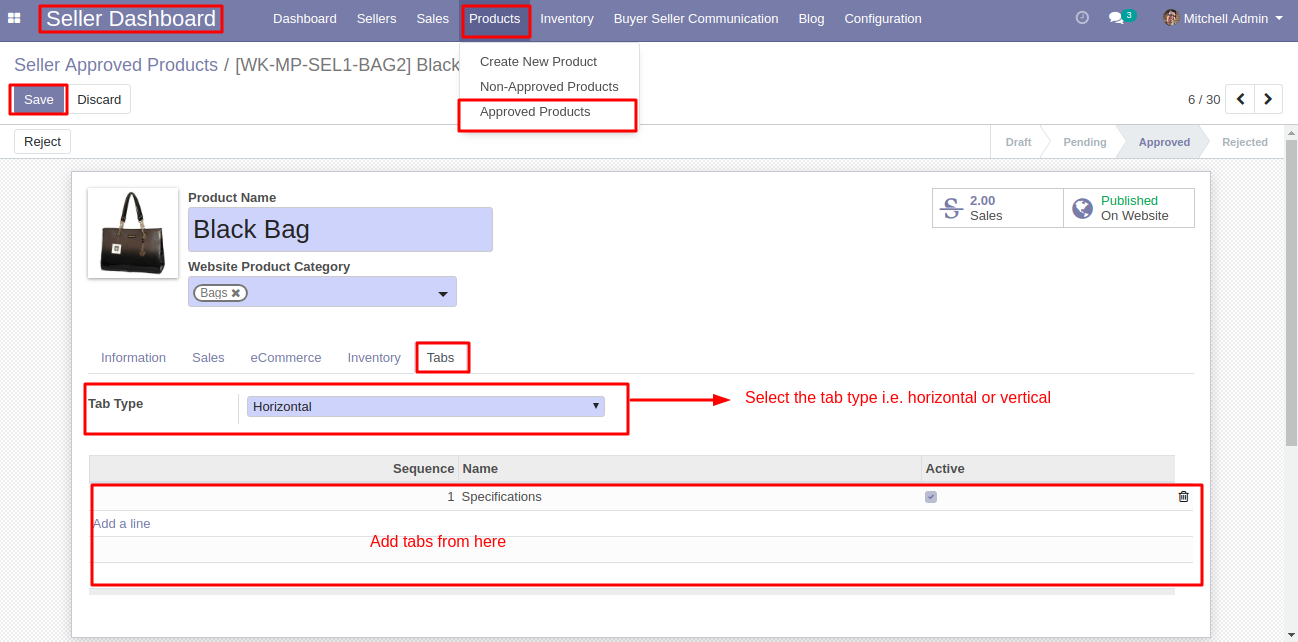 Seller Dashboard Dashboard Sellers Sales Products Inventory Buyer Seller Communication Blog Configuration 3 Mitchell Admin
Seller Approved Products / [WK-MP-SEL1-BAG2] Black
Create New Product
Non-Approved Products
Approved Products
Save Discard 6 / 30
Reject Draft Pending Approved Rejected
Product Name
Black Bag
2.00
Sales
Published
On Website
Website Product Category
Bags
Information Sales eCommerce Inventory Tabs
Tab Type Horizontal
Select the tab type i.e. horizontal or vertical
Sequence Name Active
1 Specifications
Add a line
Add tabs from here